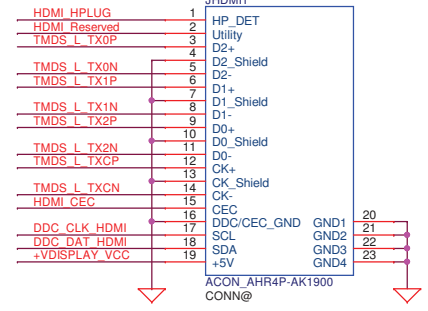 JHDMI1
HDMI_HPLUG 1 HP_DET
HDMI_Reserved 2 Utility
TMDS_L_TX0P 3 D2+
4 D2_Shield
TMDS_L_TX0N 5 D2-
TMDS_L_TX1P 6 D1+
7 D1_Shield
TMDS_L_TX1N 8 D1-
TMDS_L_TX2P 9 D0+
10 D0_Shield
TMDS_L_TX2N 11 D0-
TMDS_L_TXCP 12 CK+
13 CK_Shield
TMDS_L_TXCN 14 CK-
HDMI_CEC 15 CEC
16 DDC/CEC_GND GND1 20
DDC_CLK_HDMI 17 SCL GND2 21
DDC_DAT_HDMI 18 SDA GND3 22
+VDISPLAY_VCC 19 +5V GND4 23
ACON_AHR4P-AK1900
CONN@